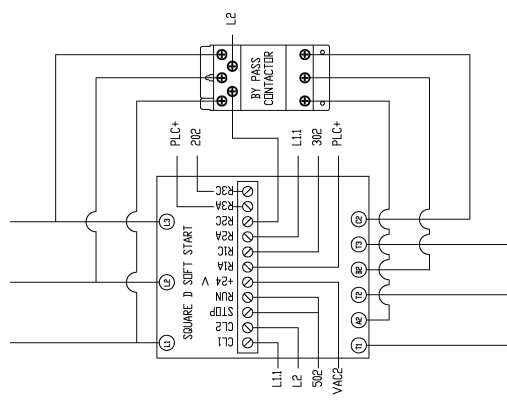 L2
BY PASS
CONTACTOR
PLC+
202
L1.1
302
PLC+
L3
L2
L1
SQUARE D SOFT START
R3C
R3A
R2C
R2A
R1C
R1A
+24 V
RUN
STOP
CL2
CL1
C2
T3
B2
T2
A2
T1
L1.1
L2
502
VAC2